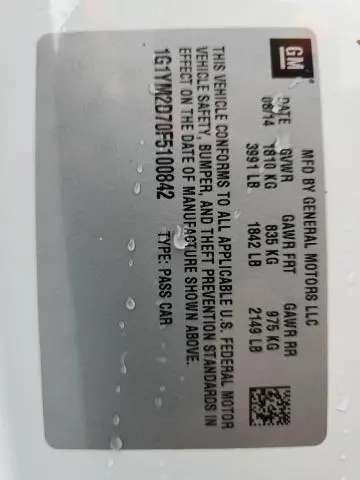 GM
MFD BY GENERAL MOTORS LLC
DATE GVWR GAWR FRT GAWR RR
08/14 1810 KG 835 KG 975 KG
3991 LB 1842 LB 2149 LB
THIS VEHICLE CONFORMS TO ALL APPLICABLE U.S. FEDERAL MOTOR
VEHICLE SAFETY, BUMPER, AND THEFT PREVENTION STANDARDS IN
EFFECT ON THE DATE OF MANUFACTURE SHOWN ABOVE.
1G1YM2D70F5100842 TYPE: PASS CAR